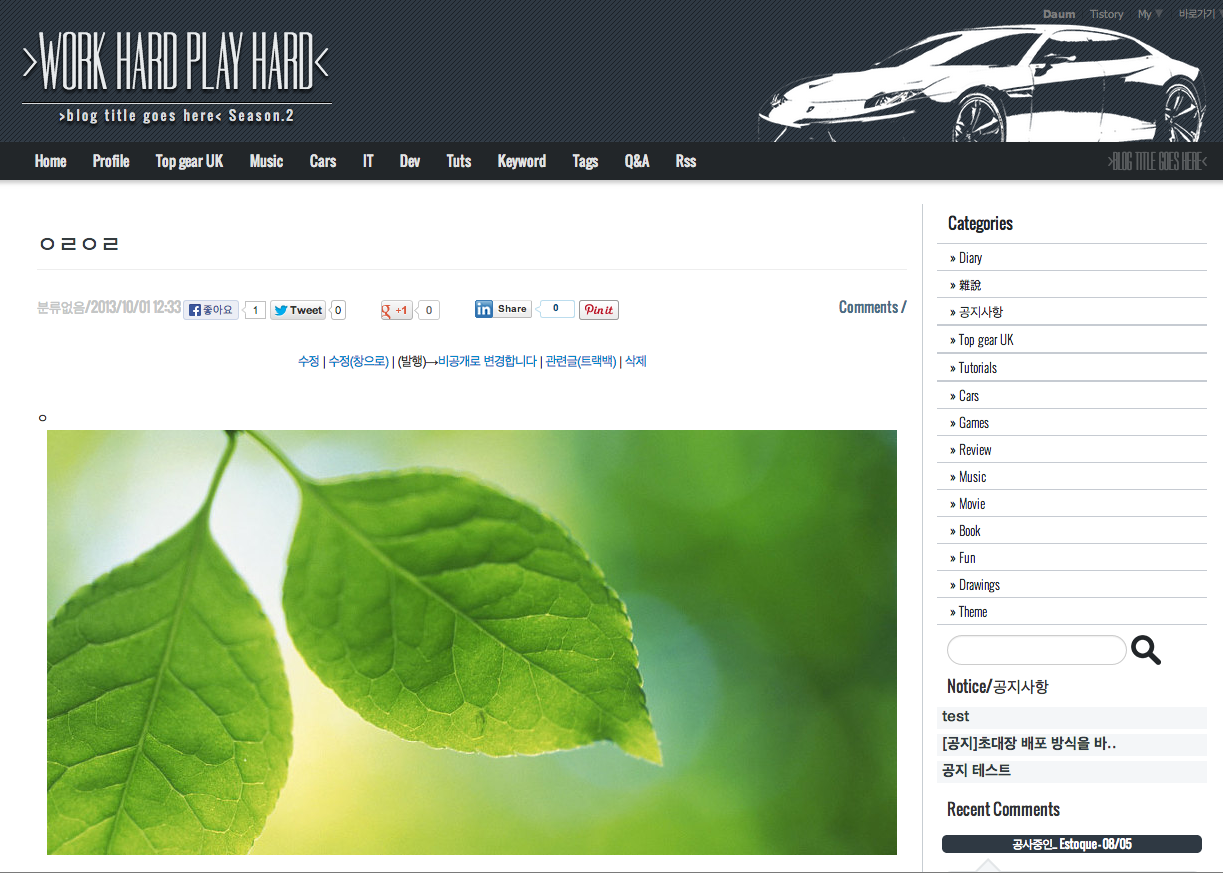 Daum Tistory My ▼ 바로가기
>WORK HARD PLAY HARD<
>blog title goes here< Season.2
Home Profile Top gear UK Music Cars IT Dev Tuts Keyword Tags Q&A Rss
>BLOG TITLE GOES HERE<
ㅇㄹㅇㄹ
분류없음/2013/10/01 12:33 좋아요 1 Tweet 0 g +1 0 in Share 0 Pin it Comments /
수정 | 수정(창으로) | (발행)→비공개로 변경합니다 | 관련글(트랙백) | 삭제
ㅇ
Categories
» Diary
» 雜說
» 공지사항
» Top gear UK
» Tutorials
» Cars
» Games
» Review
» Music
» Movie
» Book
» Fun
» Drawings
» Theme
Notice/공지사항
test
[공지]초대장 배포 방식을 바..
공지 테스트
Recent Comments
공사중인.. Estoque - 08/05